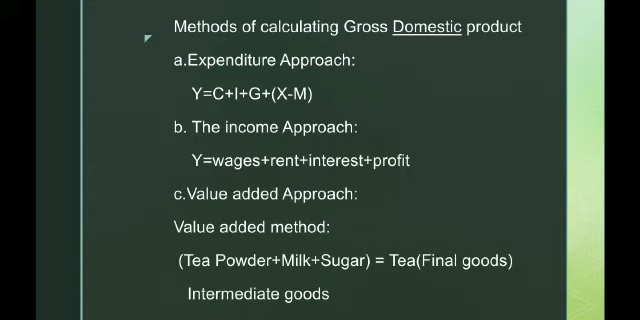 Methods of calculating Gross Domestic product
a.Expenditure Approach:
Y=C+I+G+(X-M)
b. The income Approach:
Y=wages+rent+interest+profit
c.Value added Approach:
Value added method:
(Tea Powder+Milk+Sugar) = Tea(Final goods)
Intermediate goods